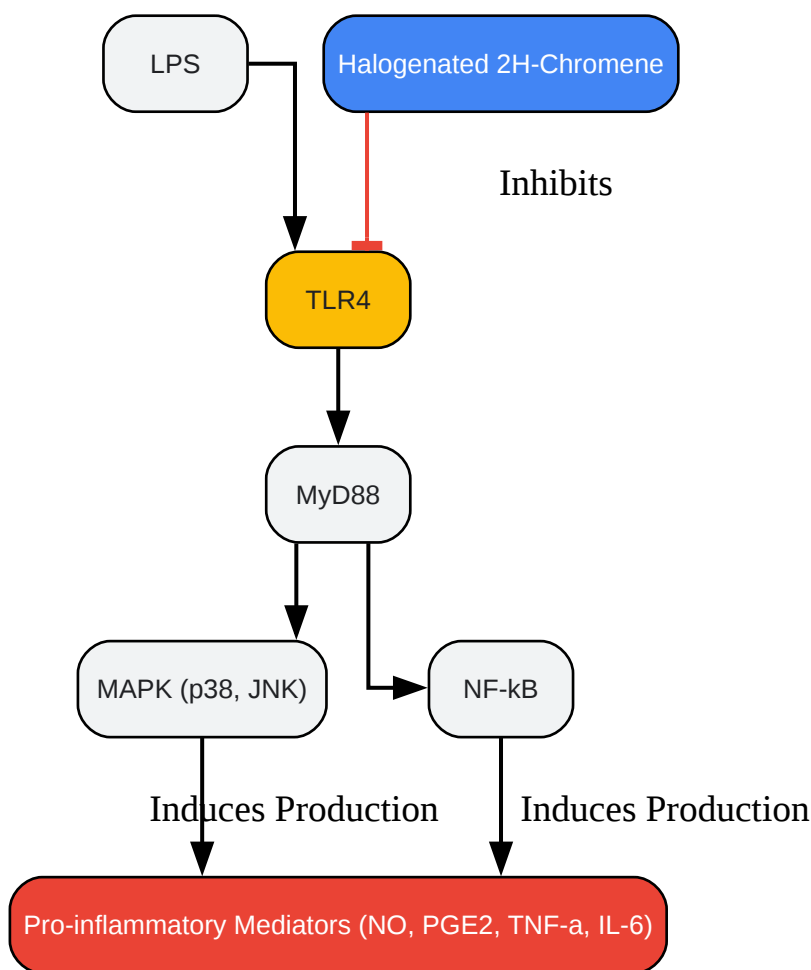 LPS
Halogenated 2H-Chromene
Inhibits
TLR4
MyD88
MAPK (p38, JNK)
NF-kB
Induces Production
Induces Production
Pro-inflammatory Mediators (NO, PGE2, TNF-a, IL-6)